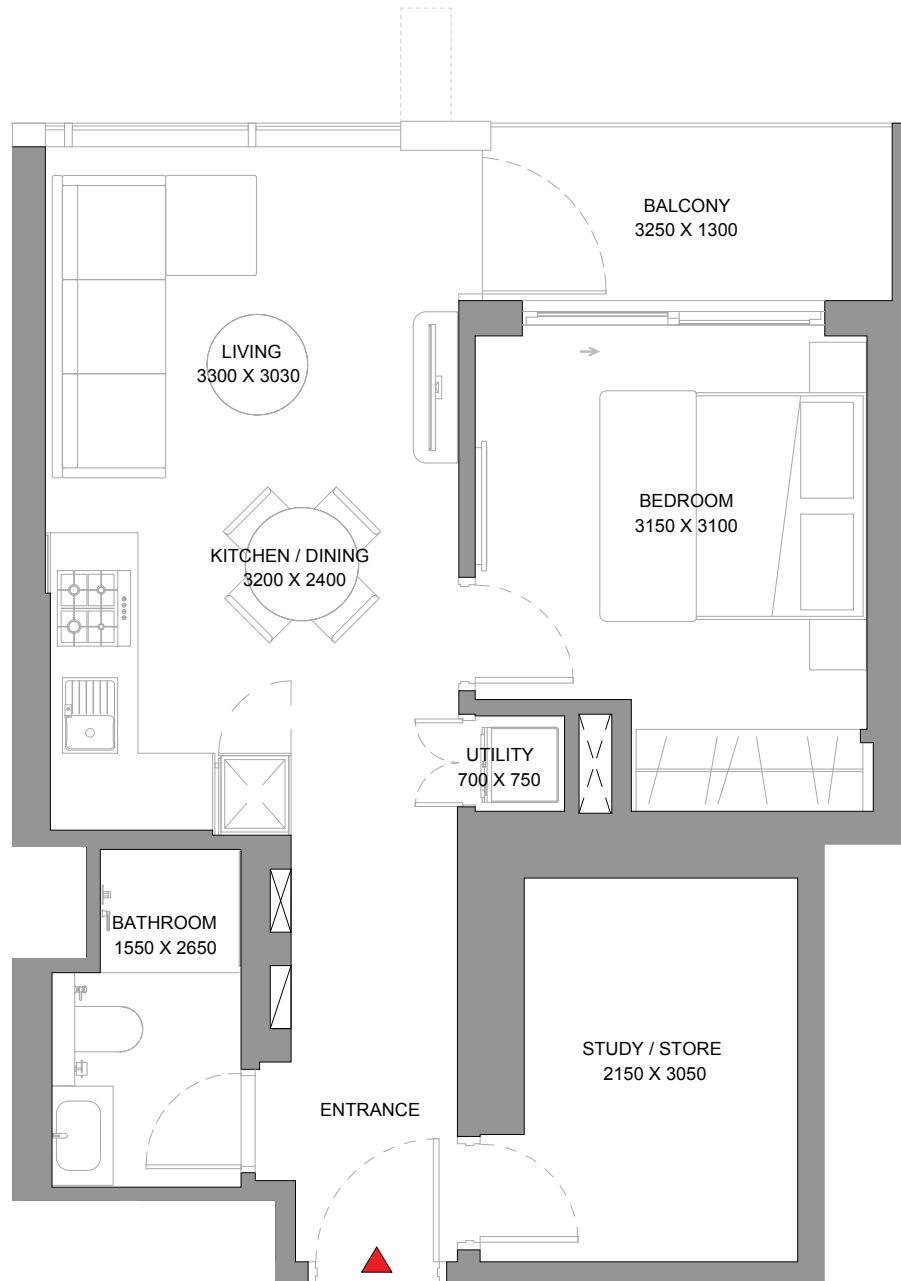 BALCONY
3250 X 1300
LIVING
3300 X 3030
BEDROOM
3150 X 3100
KITCHEN / DINING
3200 X 2400
UTILITY
700 X 750
BATHROOM
1550 X 2650
STUDY / STORE
2150 X 3050
ENTRANCE